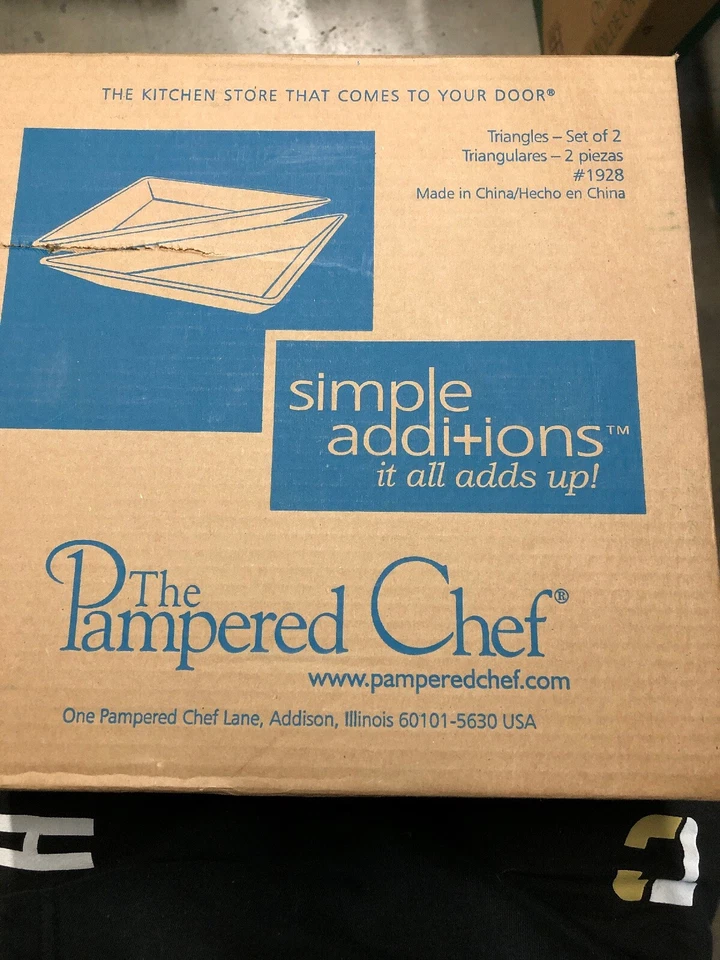 THE KITCHEN STORE THAT COMES TO YOUR DOOR®
Triangles – Set of 2
Triangulares – 2 piezas
#1928
Made in China/Hecho en China
simple
addi+ions™
it all adds up!
The
Pampered Chef®
www.pamperedchef.com
One Pampered Chef Lane, Addison, Illinois 60101-5630 USA